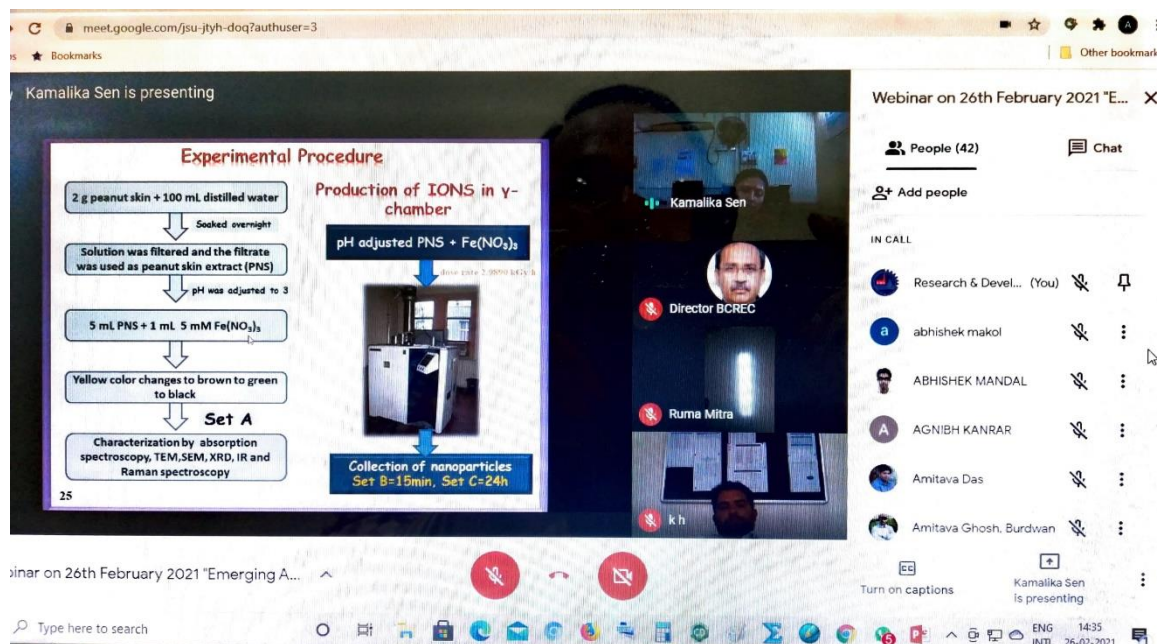 meet.google.com/jsu-jtyh-doq?authuser=3
Bookmarks
Other bookmark
Kamalika Sen is presenting
Experimental Procedure
2 g peanut skin + 100 mL distilled water
Soaked overnight
Solution was filtered and the filtrate
was used as peanut skin extract (PNS)
pH was adjusted to 3
5 mL PNS + 1 mL 5 mM Fe(NO₃)₃
Yellow color changes to brown to green
to black
Set A
Characterization by absorption
spectroscopy, TEM,SEM, XRD, IR and
Raman spectroscopy
25
Production of IONS in γ-
chamber
pH adjusted PNS + Fe(NO₃)₃
dose rate
Collection of nanoparticles
Set B=15min, Set C=24h
Kamalika Sen
Director BCREC
Ruma Mitra
k h
Webinar on 26th February 2021 "E...
People (42)
Chat
Add people
IN CALL
Research & Devel... (You)
a abhishek makol
ABHISHEK MANDAL
A AGNIBH KANRAR
Amitava Das
Amitava Ghosh, Burdwan
inar on 26th February 2021 "Emerging A...
CC
Turn on captions
Kamalika Sen
is presenting
Type here to search
ENG
INTL
14:35
26-02-2021